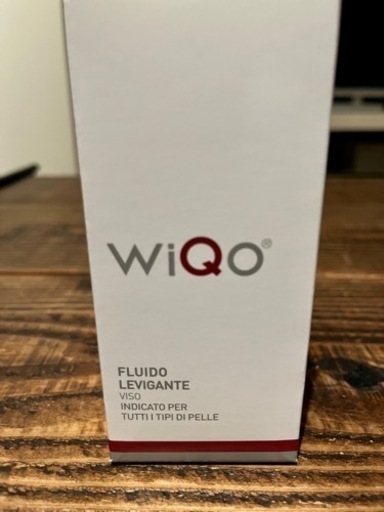 WiQO®
FLUIDO
LEVIGANTE
VISO
INDICATO PER
TUTTI I TIPI DI PELLE